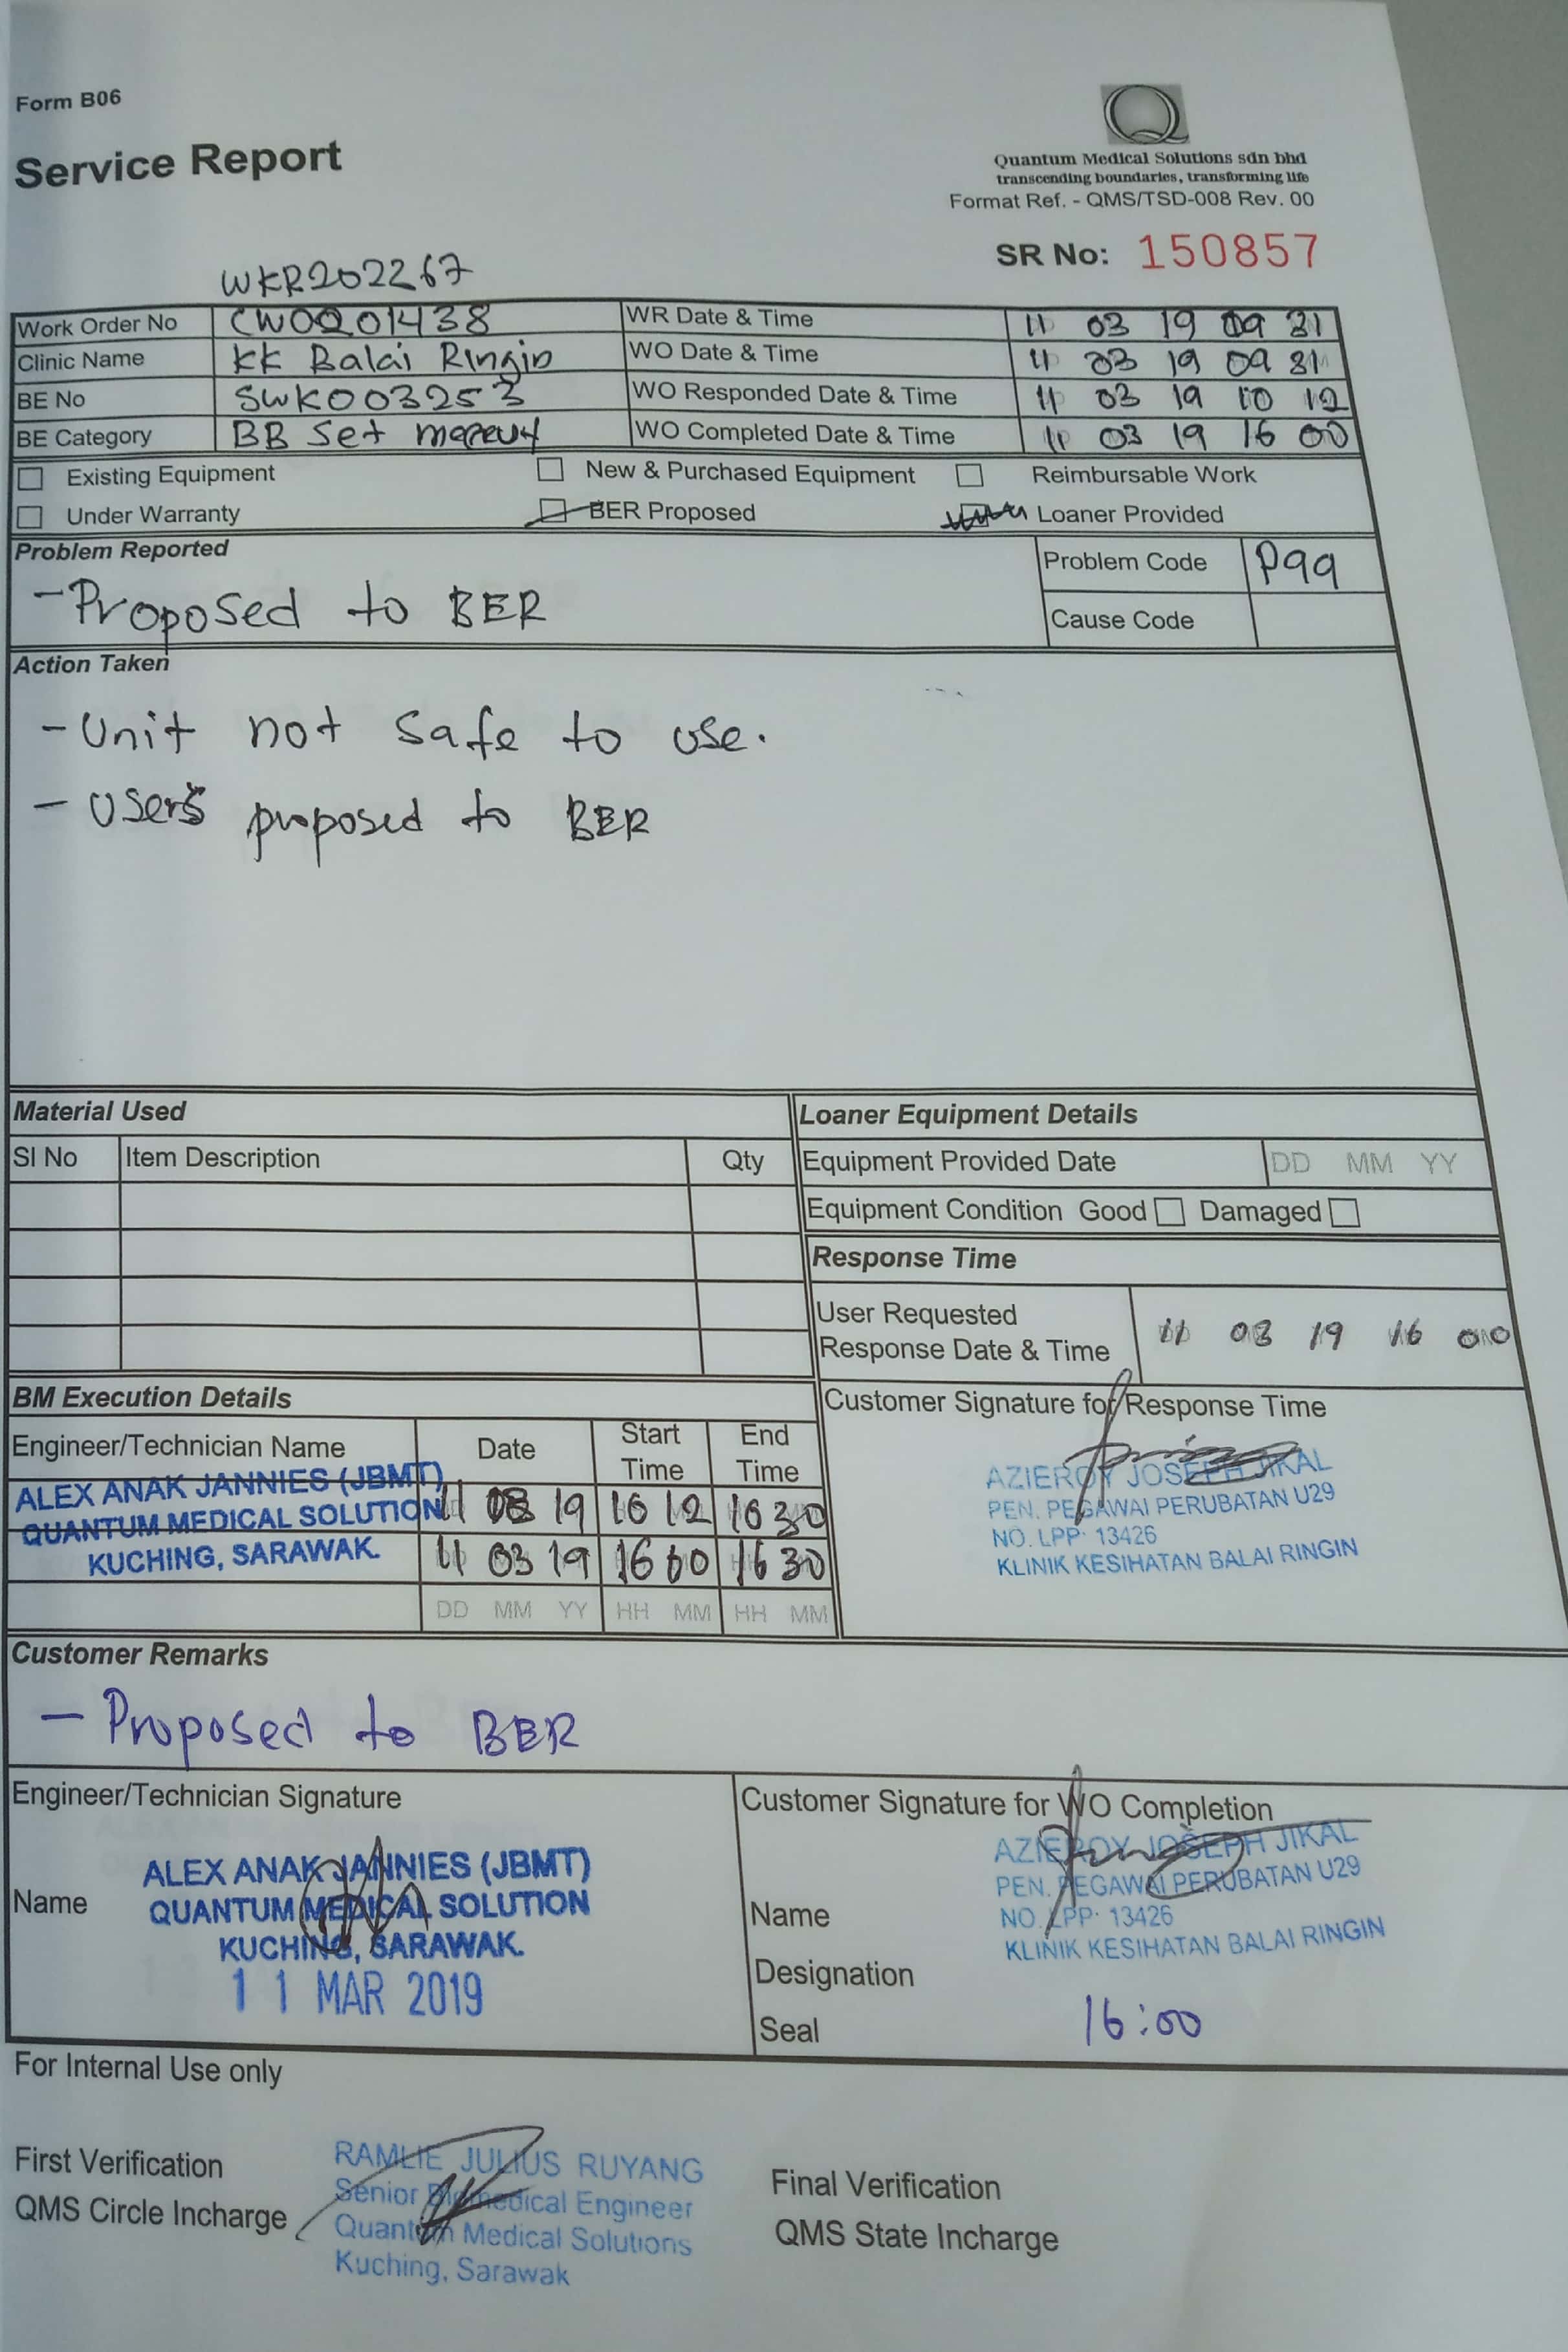 Form B06
Service Report
Quantum Medical Solutions sdn bhd
transcending boundaries, transforming life
Format Ref. - QMS/TSD-008 Rev. 00
SR No: 150857
WKR202267
Work Order No CWOQ01438 WR Date & Time 11 03 19 09 31
Clinic Name KK Balai Ringin WO Date & Time 11 03 19 09 31
BE No SWK003253 WO Responded Date & Time 11 03 19 10 12
BE Category BB Set WO Completed Date & Time 11 03 19 16 00
Existing Equipment New & Purchased Equipment Reimbursable Work
Under Warranty BER Proposed Loaner Provided
Problem Reported
Problem Code P99
- Proposed to BER
Cause Code
Action Taken
- Unit not safe to use.
- Users proposed to BER
Material Used Loaner Equipment Details
Sl No Item Description Qty Equipment Provided Date DD MM YY
Equipment Condition Good Damaged
Response Time
User Requested
Response Date & Time 11 03 19 16 00
BM Execution Details Customer Signature for Response Time
Engineer/Technician Name Date Start Time End Time
ALEX ANAK JANNIES (JBMT) 11 03 19 16 12 16 30
QUANTUM MEDICAL SOLUTION
KUCHING, SARAWAK. 11 03 19 16 00 16 30
DD MM YY HH MM HH MM
AZIEROY JOSEPH JIKAL
PEN. PEGAWAI PERUBATAN U29
NO. LPP: 13426
KLINIK KESIHATAN BALAI RINGIN
Customer Remarks
- Proposed to BER
Engineer/Technician Signature
Name
ALEX ANAK JANNIES (JBMT)
QUANTUM MEDICAL SOLUTION
KUCHING, SARAWAK.
11 MAR 2019
Customer Signature for WO Completion
AZIEROY JOSEPH JIKAL
PEN. PEGAWAI PERUBATAN U29
NO. LPP: 13426
KLINIK KESIHATAN BALAI RINGIN
Name
Designation
Seal
16:00
For Internal Use only
First Verification
QMS Circle Incharge
RAMLIE JULIUS RUYANG
Senior Biomedical Engineer
Quantum Medical Solutions
Kuching, Sarawak
Final Verification
QMS State Incharge